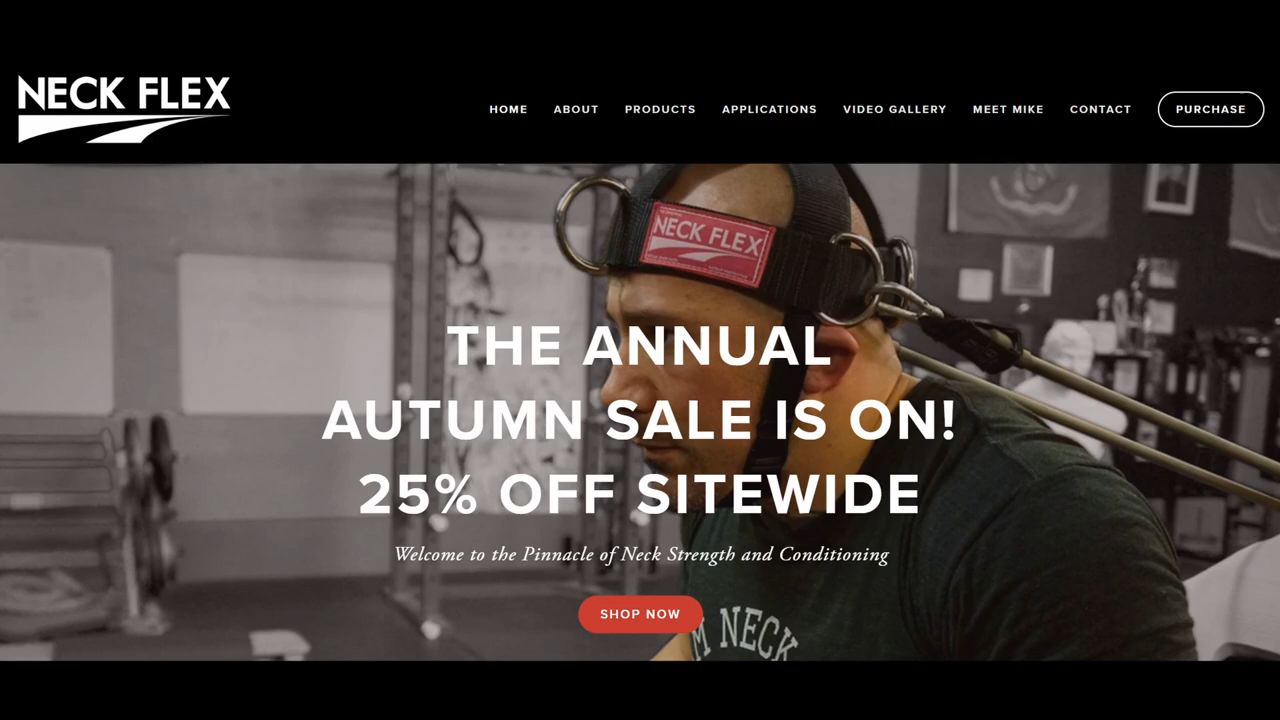 NECK FLEX
HOME ABOUT PRODUCTS APPLICATIONS VIDEO GALLERY MEET MIKE CONTACT PURCHASE
NECK FLEX
THE ANNUAL
AUTUMN SALE IS ON!
25% OFF SITEWIDE
Welcome to the Pinnacle of Neck Strength and Conditioning
SHOP NOW
NECK